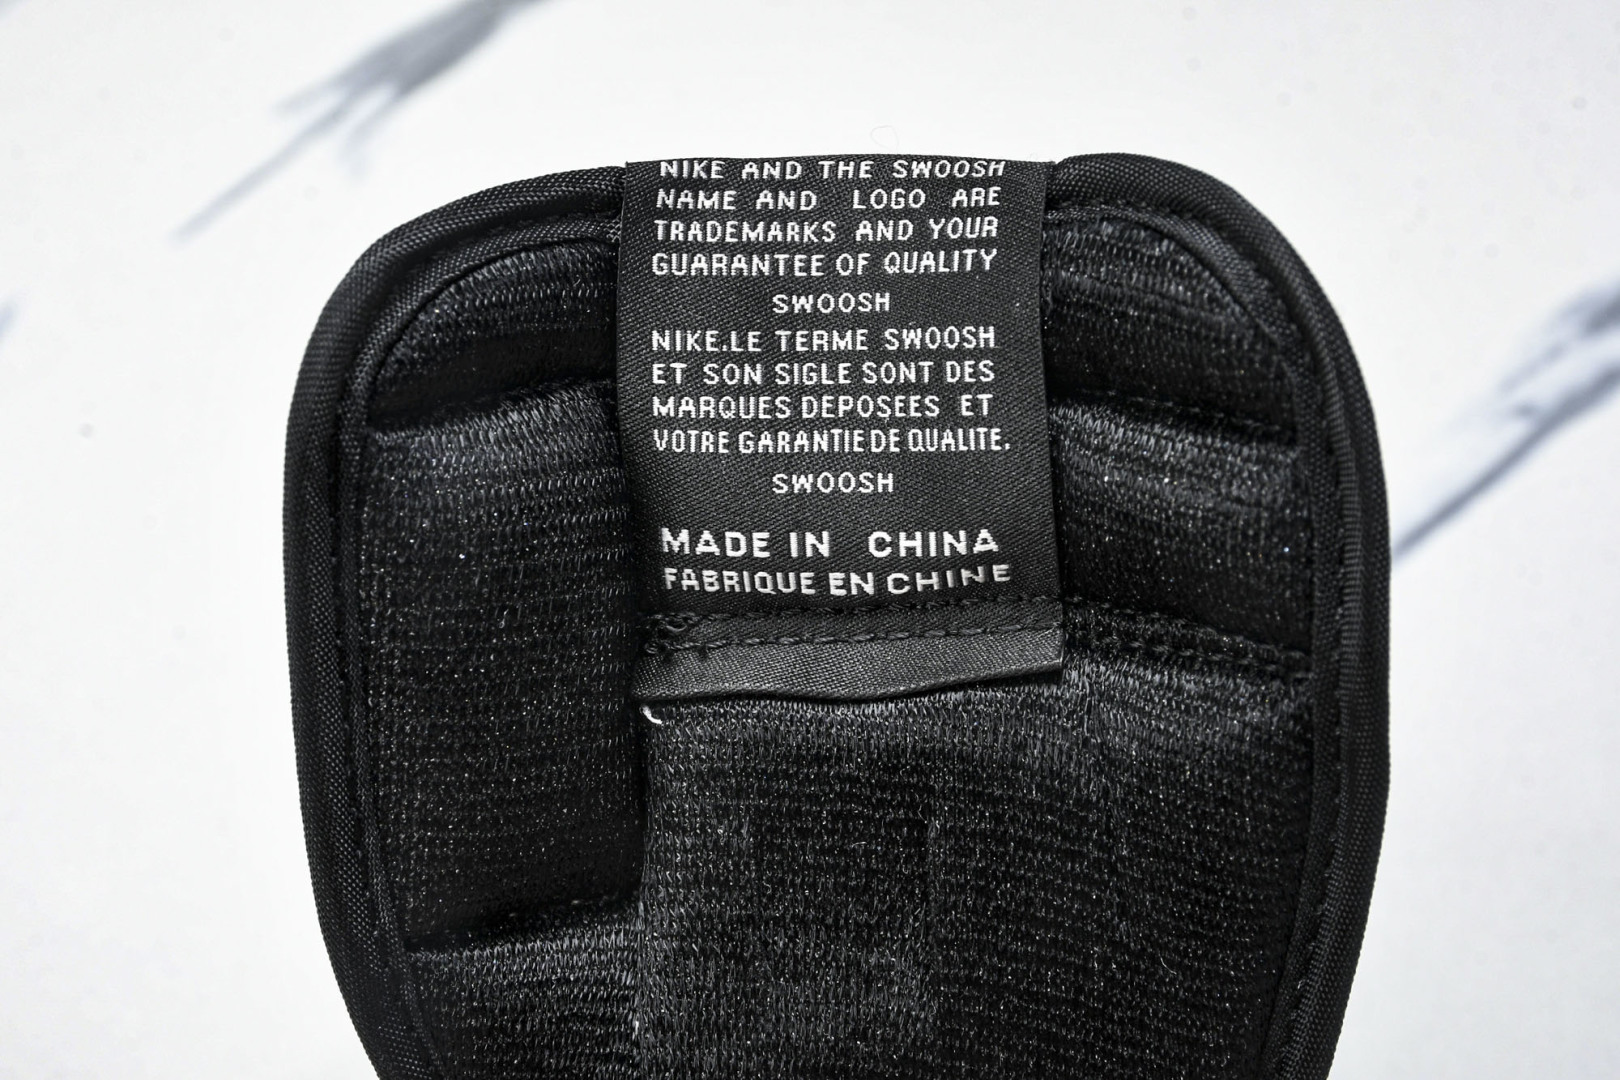 NIKE AND THE SWOOSH
NAME AND LOGO ARE
TRADEMARKS AND YOUR
GUARANTEE OF QUALITY
SWOOSH
NIKE.LE TERME SWOOSH
ET SON SIGLE SONT DES
MARQUES DEPOSEES ET
VOTRE GARANTIE DE QUALITE.
SWOOSH
MADE IN CHINA
FABRIQUE EN CHINE